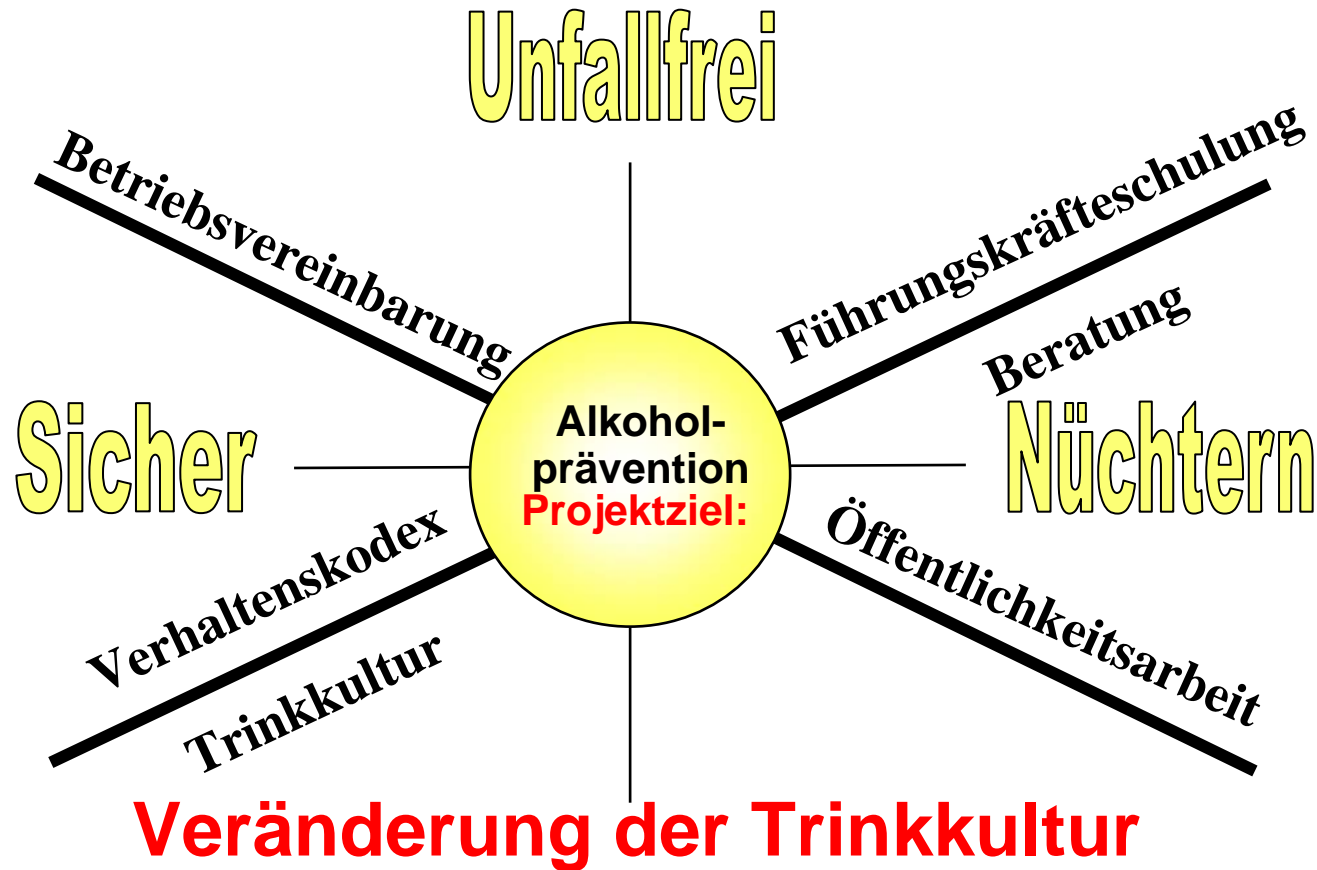 Unfallfrei
Betriebsvereinbarung
Führungskräfteschulung
Beratung
Sicher
Alkohol-
prävention
Projektziel:
Nüchtern
Verhaltenskodex
Trinkkultur
Öffentlichkeitsarbeit
Veränderung der Trinkkultur